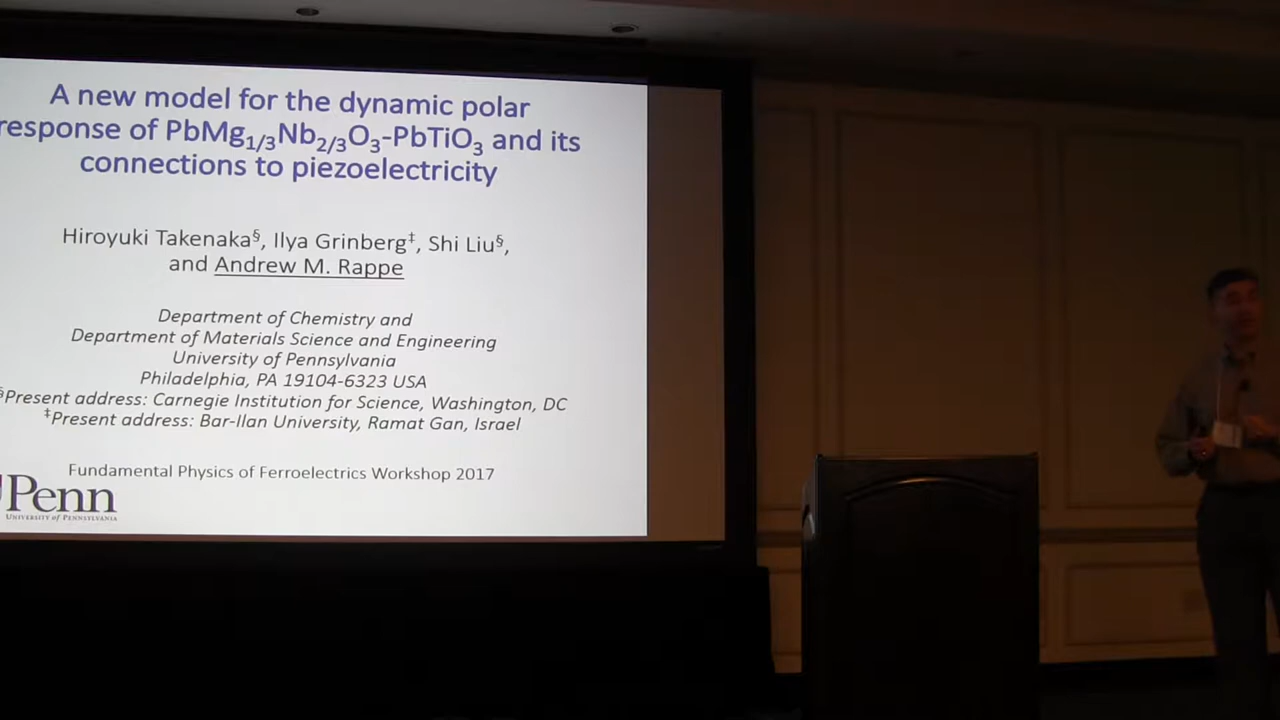 A new model for the dynamic polar
response of PbMg₁/₃Nb₂/₃O₃-PbTiO₃ and its
connections to piezoelectricity
Hiroyuki Takenaka§, Ilya Grinberg‡, Shi Liu§,
and Andrew M. Rappe
Department of Chemistry and
Department of Materials Science and Engineering
University of Pennsylvania
Philadelphia, PA 19104-6323 USA
§Present address: Carnegie Institution for Science, Washington, DC
‡Present address: Bar-Ilan University, Ramat Gan, Israel
Fundamental Physics of Ferroelectrics Workshop 2017
Penn
UNIVERSITY of PENNSYLVANIA